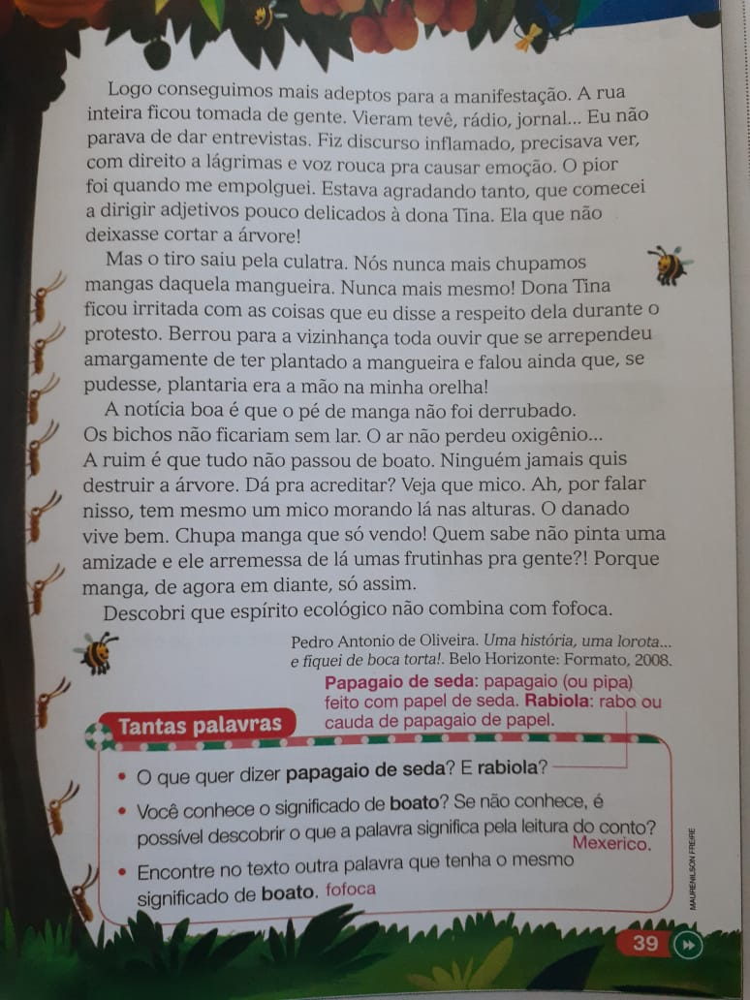 Logo conseguimos mais adeptos para a manifestação. A rua
inteira ficou tomada de gente. Vieram tevê, rádio, jornal... Eu não
parava de dar entrevistas. Fiz discurso inflamado, precisava ver,
com direito a lágrimas e voz rouca pra causar emoção. O pior
foi quando me empolguei. Estava agradando tanto, que comecei
a dirigir adjetivos pouco delicados à dona Tina. Ela que não
deixasse cortar a árvore!
Mas o tiro saiu pela culatra. Nós nunca mais chupamos
mangas daquela mangueira. Nunca mais mesmo! Dona Tina
ficou irritada com as coisas que eu disse a respeito dela durante o
protesto. Berrou para a vizinhança toda ouvir que se arrependeu
amargamente de ter plantado a mangueira e falou ainda que, se
pudesse, plantaria era a mão na minha orelha!
A notícia boa é que o pé de manga não foi derrubado.
Os bichos não ficariam sem lar. O ar não perdeu oxigênio...
A ruim é que tudo não passou de boato. Ninguém jamais quis
destruir a árvore. Dá pra acreditar? Veja que mico. Ah, por falar
nisso, tem mesmo um mico morando lá nas alturas. O danado
vive bem. Chupa manga que só vendo! Quem sabe não pinta uma
amizade e ele arremessa de lá umas frutinhas pra gente?! Porque
manga, de agora em diante, só assim.
Descobri que espírito ecológico não combina com fofoca.
Pedro Antonio de Oliveira. Uma história, uma lorota...
e fiquei de boca torta!. Belo Horizonte: Formato, 2008.
Papagaio de seda: papagaio (ou pipa)
feito com papel de seda. Rabiola: rabo ou
cauda de papagaio de papel.
Tantas palavras
• O que quer dizer papagaio de seda? E rabiola?
• Você conhece o significado de boato? Se não conhece, é
possível descobrir o que a palavra significa pela leitura do conto?
Mexerico.
• Encontre no texto outra palavra que tenha o mesmo
significado de boato. fofoca
MAURENILSON FREIRE
39